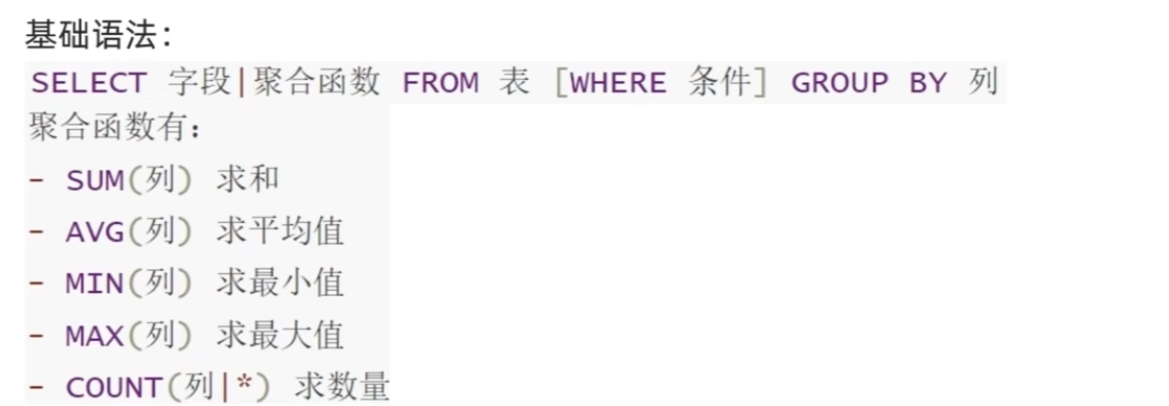 基础语法：
SELECT 字段|聚合函数 FROM 表 [WHERE 条件] GROUP BY 列
聚合函数有：
- SUM(列) 求和
- AVG(列) 求平均值
- MIN(列) 求最小值
- MAX(列) 求最大值
- COUNT(列|*) 求数量